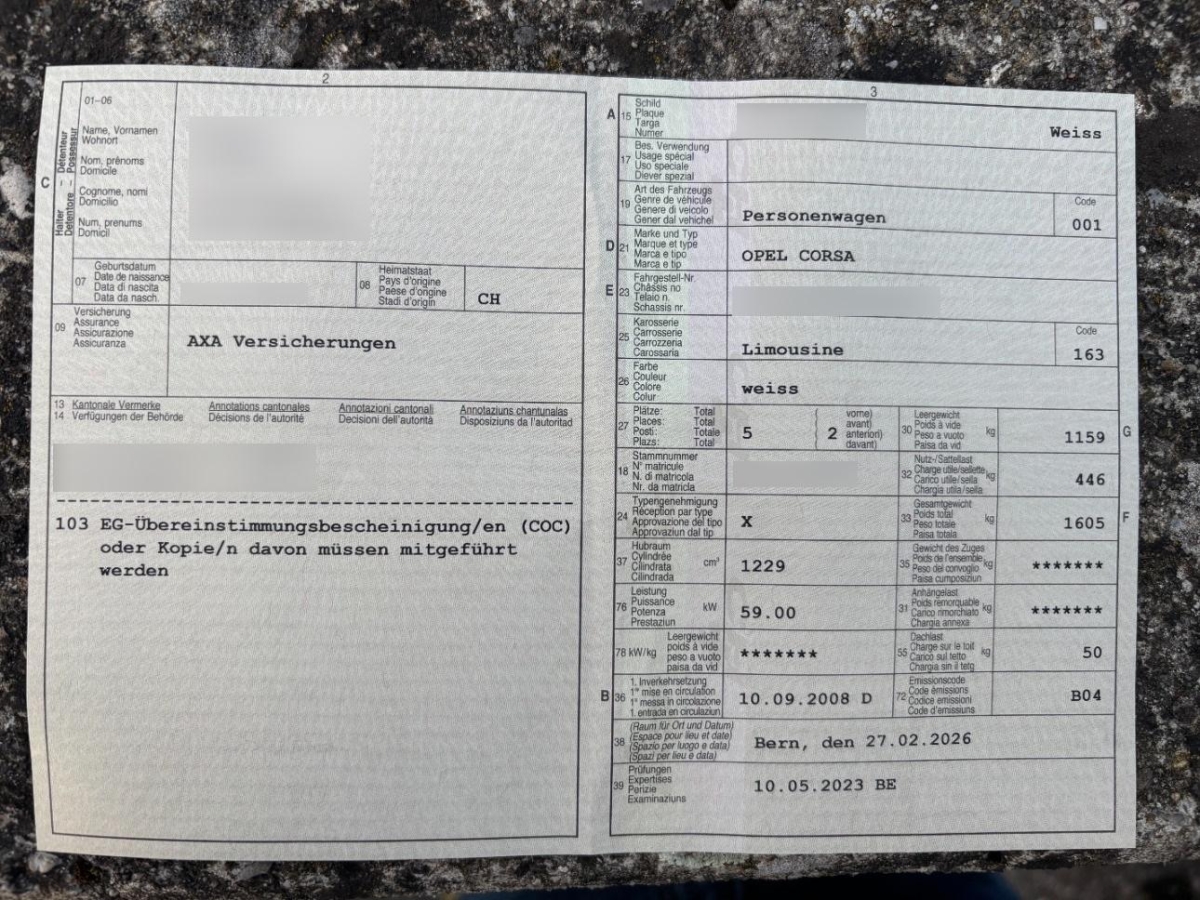 2
01–06
Name, Vornamen
Wohnort
Nom, prénoms
Domicile
Cognome, nomi
Domicilio
Num, prenums
Domicil
C
Halter – Détenteur
Detentore – Possessur
07
Geburtsdatum
Date de naissance
Data di nascita
Data da nasch.
08
Heimatstaat
Pays d'origine
Paese d'origine
Stadi d'origin
CH
09
Versicherung
Assurance
Assicurazione
Assicuranza
AXA Versicherungen
13 Kantonale Vermerke Annotations cantonales Annotazioni cantonali Annotaziuns chantunalas
14 Verfügungen der Behörde Décisions de l'autorité Decisioni dell'autorità Disposiziuns da l'autoritad
103 EG-Übereinstimmungsbescheinigung/en (COC)
oder Kopie/n davon müssen mitgeführt
werden
3
A 15
Schild
Plaque
Targa
Numer
Weiss
17
Bes. Verwendung
Usage spécial
Uso speciale
Diever spezial
19
Art des Fahrzeugs
Genre de véhicule
Genere di veicolo
Gener dal vehichel
Personenwagen
Code
001
D 21
Marke und Typ
Marque et type
Marca e tipo
Marca e tip
OPEL CORSA
E 23
Fahrgestell-Nr.
Châssis no
Telaio n.
Schassis nr.
25
Karosserie
Carrosserie
Carrozzeria
Carossaria
Limousine
Code
163
26
Farbe
Couleur
Colore
Colur
weiss
27
Plätze: Total
Places: Total
Posti: Totale
Plazs: Total
5
2
vorne)
avant)
anteriori)
davant)
30
Leergewicht
Poids à vide
Peso a vuoto
Paisa da vid
kg
1159
G
18
Stammnummer
N° matricule
N. di matricola
Nr. da matricla
32
Nutz-/Sattellast
Charge utile/sellette
Carico utile/sella
Chargia utila/sella
kg
446
24
Typengenehmigung
Réception par type
Approvazione del tipo
Approvaziun dal tip
X
33
Gesamtgewicht
Poids total
Peso totale
Paisa totala
kg
1605
F
37
Hubraum
Cylindrée
Cilindrata
Cilindrada
cm³
1229
35
Gewicht des Zuges
Poids de l'ensemble
Peso del convoglio
Paisa cumposiziun
kg
*******
76
Leistung
Puissance
Potenza
Prestaziun
kW
59.00
31
Anhängelast
Poids remorquable
Carico rimorchiato
Chargia annexa
kg
*******
78 kW/kg
Leergewicht
poids à vide
peso a vuoto
paisa da vid
*******
55
Dachlast
Charge sur le toit
Carico sul tetto
Chargia sin il tetg
kg
50
B 36
1. Inverkehrsetzung
1re mise en circulation
1a messa in circolazione
1. entrada en circulaziun
10.09.2008 D
72
Emissionscode
Code émissions
Codice emissioni
Code d'emissiuns
B04
38
(Raum für Ort und Datum)
(Espace pour lieu et date)
(Spazio per luogo e data)
(Spazi per lieu e data)
Bern, den 27.02.2026
39
Prüfungen
Expertises
Perizie
Examinaziuns
10.05.2023 BE